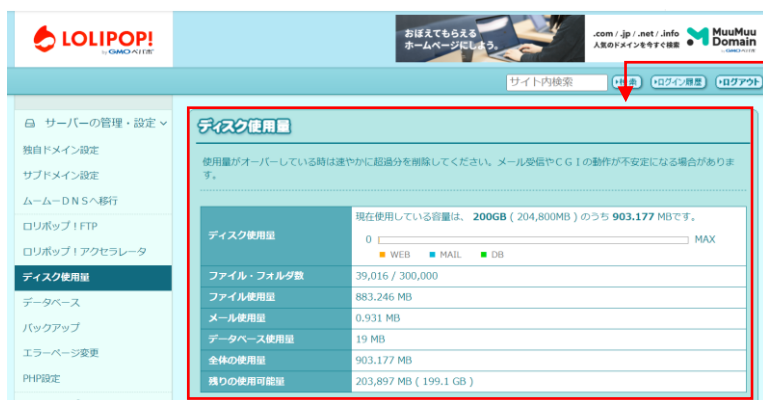 LOLIPOP!
by GMOペパボ
おぼえてもらえる
ホームページにしよう。
.com / .jp / .net / .info
人気のドメインを今すぐ検索
MuuMuu
Domain
by GMOペパボ
サイト内検索
ログイン履歴
ログアウト
サーバーの管理・設定
独自ドメイン設定
サブドメイン設定
ムームーDNSへ移行
ロリポップ!FTP
ロリポップ!アクセラレータ
ディスク使用量
データベース
バックアップ
エラーページ変更
PHP設定
ディスク使用量
使用量がオーバーしている時は速やかに超過分を削除してください。メール受信やCGIの動作が不安定になる場合がありま
す。
ディスク使用量
現在使用している容量は、 200GB ( 204,800MB ) のうち 903.177 MBです。
0 MAX
WEB MAIL DB
ファイル・フォルダ数 39,016 / 300,000
ファイル使用量 883.246 MB
メール使用量 0.931 MB
データベース使用量 19 MB
全体の使用量 903.177 MB
残りの使用可能量 203,897 MB ( 199.1 GB )